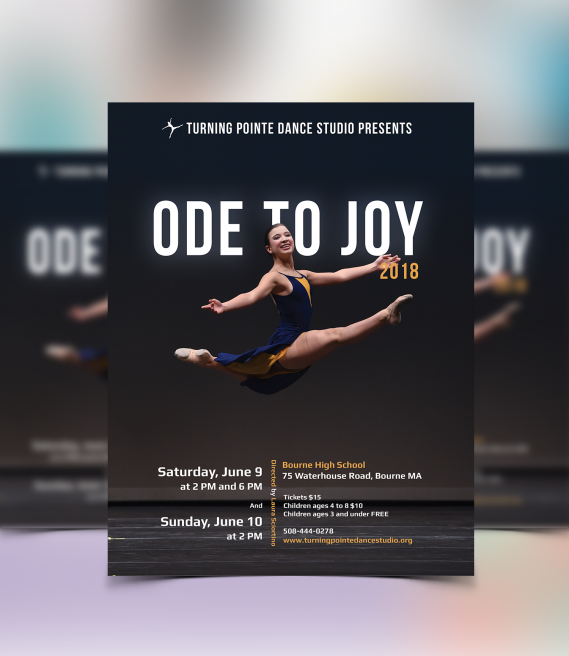 TURNING POINTE DANCE STUDIO PRESENTS
ODE TO JOY
2018
Saturday, June 9
at 2 PM and 6 PM
And
Sunday, June 10
at 2 PM
Directed by Laura Sciortino
Bourne High School
75 Waterhouse Road, Bourne MA
Tickets $15
Children ages 4 to 8 $10
Children ages 3 and under FREE
508-444-0278
www.turningpointedancestudio.org